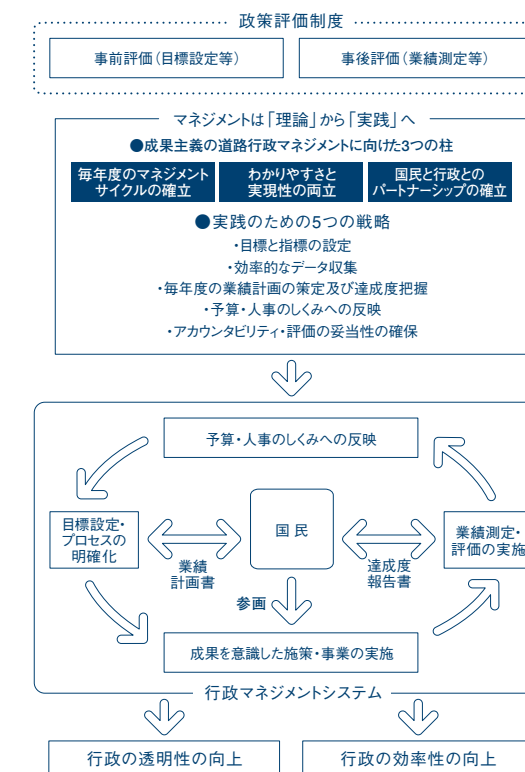 政策評価制度
事前評価(目標設定等)
事後評価(業績測定等)
マネジメントは「理論」から「実践」へ
●成果主義の道路行政マネジメントに向けた3つの柱
毎年度のマネジメント
サイクルの確立
わかりやすさと
実現性の両立
国民と行政との
パートナーシップの確立
●実践のための5つの戦略
・目標と指標の設定
・効率的なデータ収集
・毎年度の業績計画の策定及び達成度把握
・予算・人事のしくみへの反映
・アカウンタビリティ・評価の妥当性の確保
予算・人事のしくみへの反映
目標設定・
プロセスの
明確化
業績
計画書
国民
達成度
報告書
業績測定・
評価の実施
参画
成果を意識した施策・事業の実施
行政マネジメントシステム
行政の透明性の向上
行政の効率性の向上